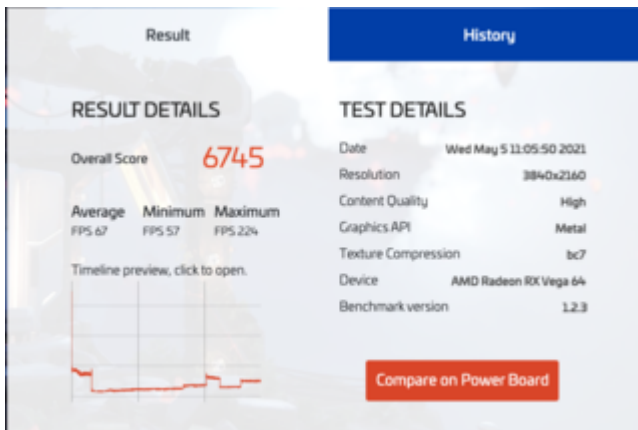 Result
History
RESULT DETAILS
Overall Score 6745
Average Minimum Maximum
FPS 67 FPS 57 FPS 224
Timeline preview, click to open.
TEST DETAILS
Date Wed May 5 11:05:50 2021
Resolution 3840x2160
Content Quality High
Graphics API Metal
Texture Compression bc7
Device AMD Radeon RX Vega 64
Benchmark version 1.2.3
Compare on Power Board